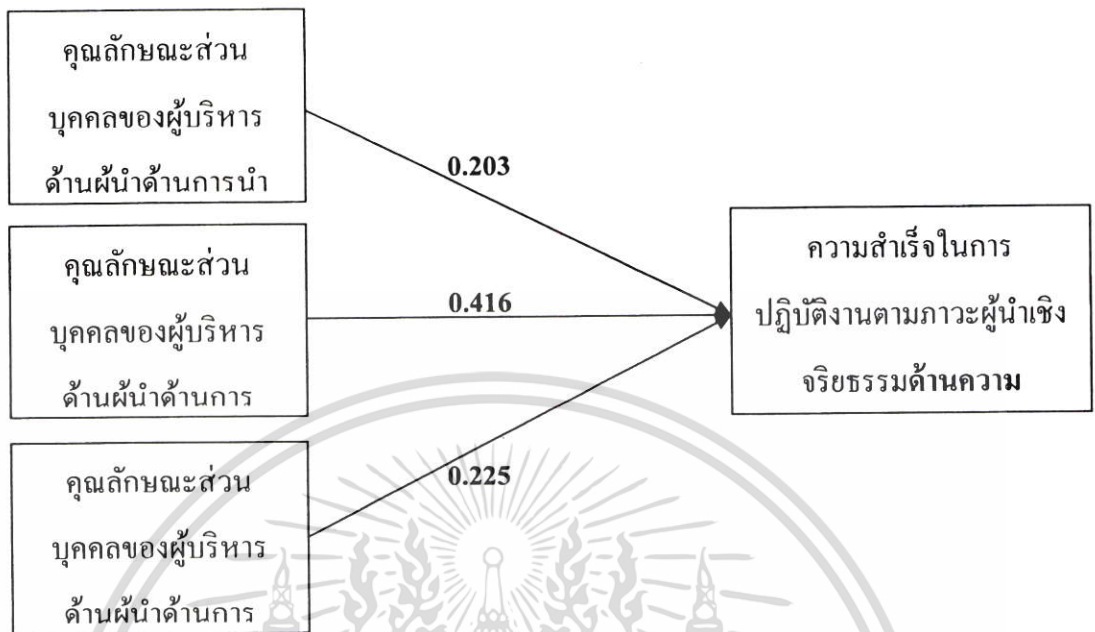 คุณลักษณะส่วน
บุคคลของผู้บริหาร
ด้านผู้นำด้านการนำ
0.203
คุณลักษณะส่วน
บุคคลของผู้บริหาร
ด้านผู้นำด้านการ
0.416
คุณลักษณะส่วน
บุคคลของผู้บริหาร
ด้านผู้นำด้านการ
0.225
ความสำเร็จในการ
ปฏิบัติงานตามภาวะผู้นำเชิง
จริยธรรมด้านความ